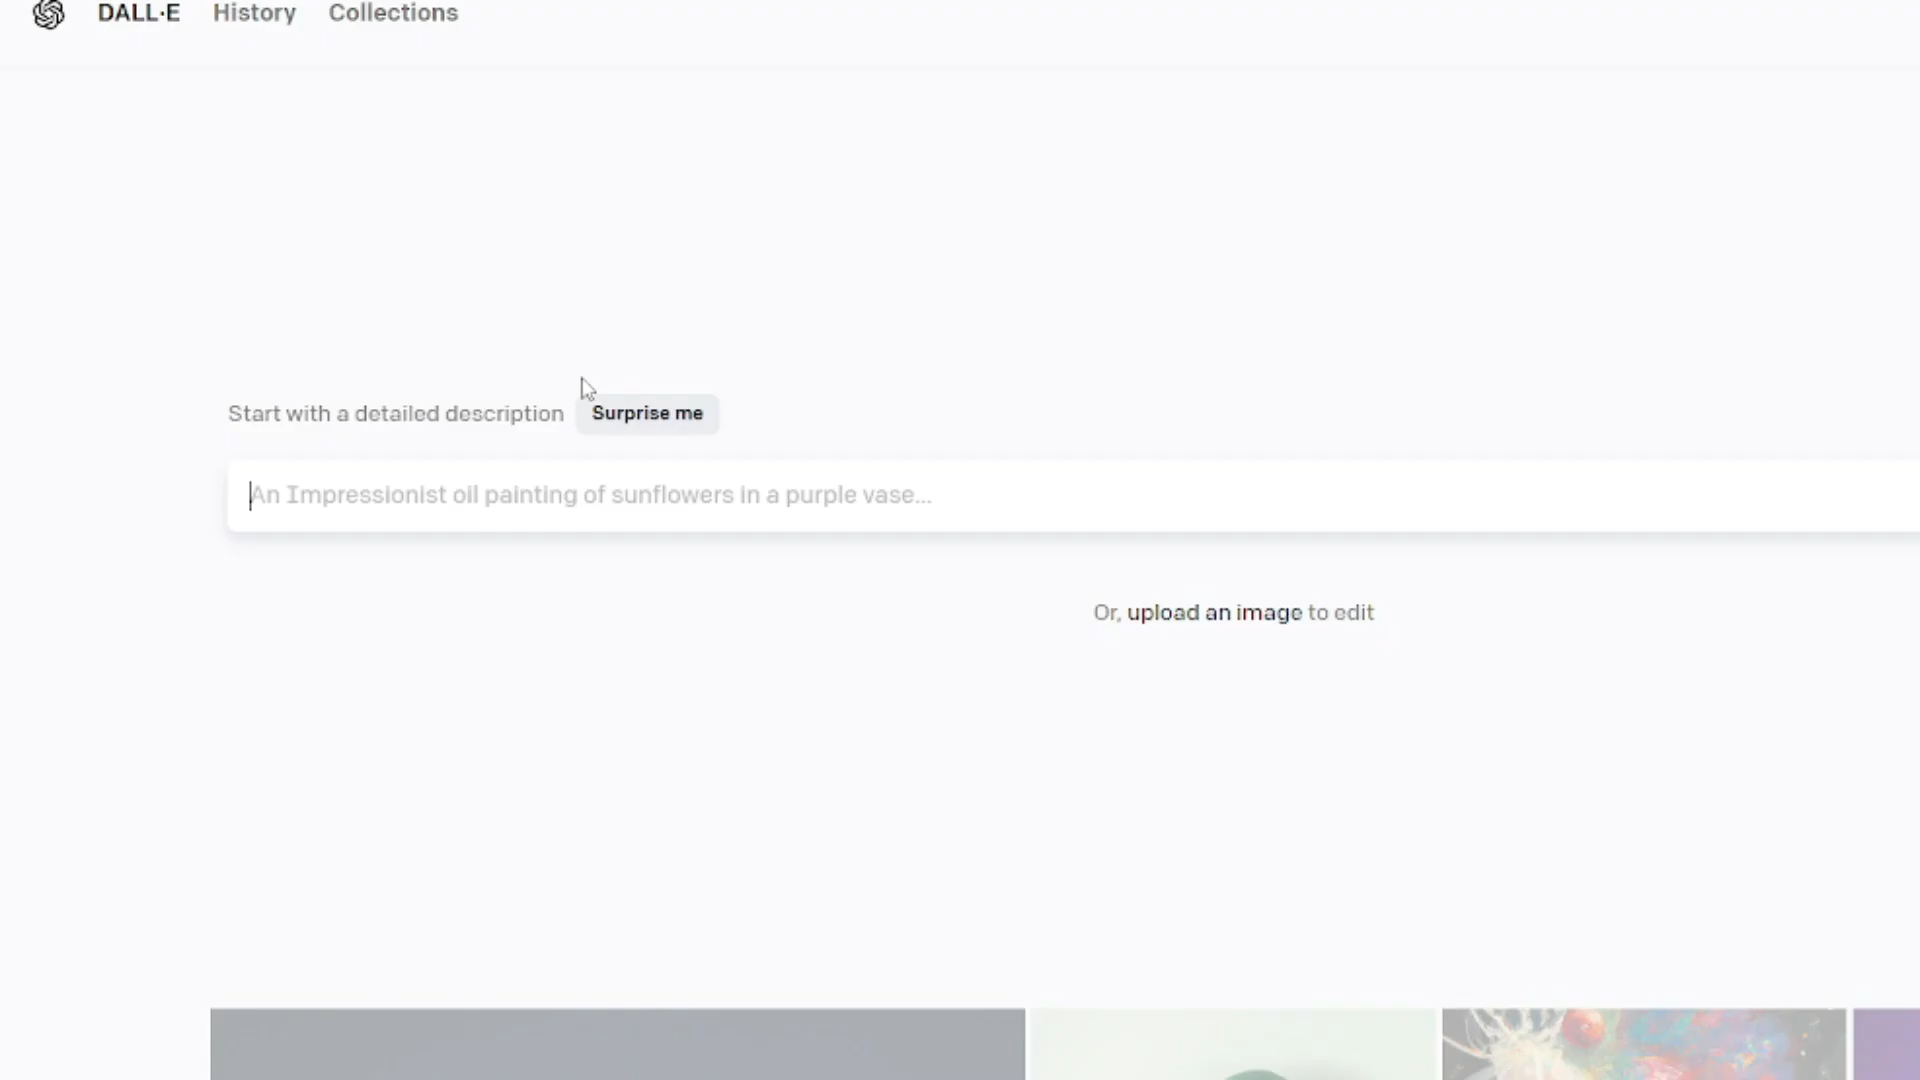 DALL·E History Collections
Start with a detailed description Surprise me
An Impressionist oil painting of sunflowers in a purple vase...
Or, upload an image to edit